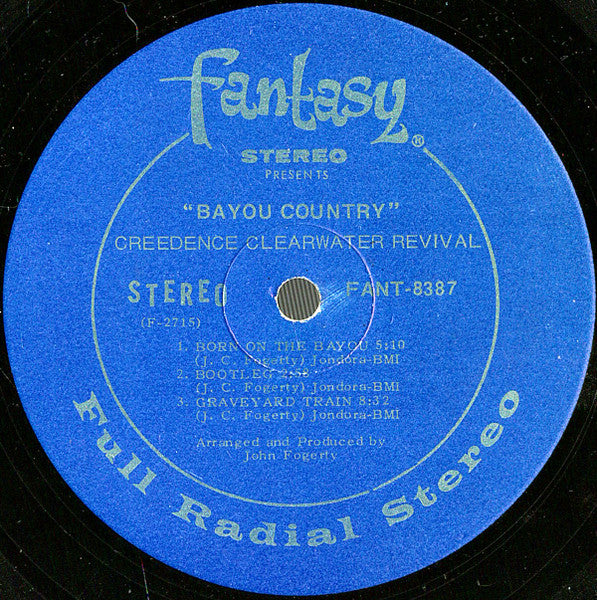 fantasy®
STEREO
PRESENTS
"BAYOU COUNTRY"
CREEDENCE CLEARWATER REVIVAL
STEREO FANT-8387
(F-2715)
1. BORN ON THE BAYOU 5:10
(J. C. Fogerty) Jondora-BMI
2. BOOTLEG 2:58
(J. C. Fogerty) Jondora-BMI
3. GRAVEYARD TRAIN 8:32
(J. C. Fogerty) Jondora-BMI
Arranged and Produced by
John Fogerty
Full Radial Stereo